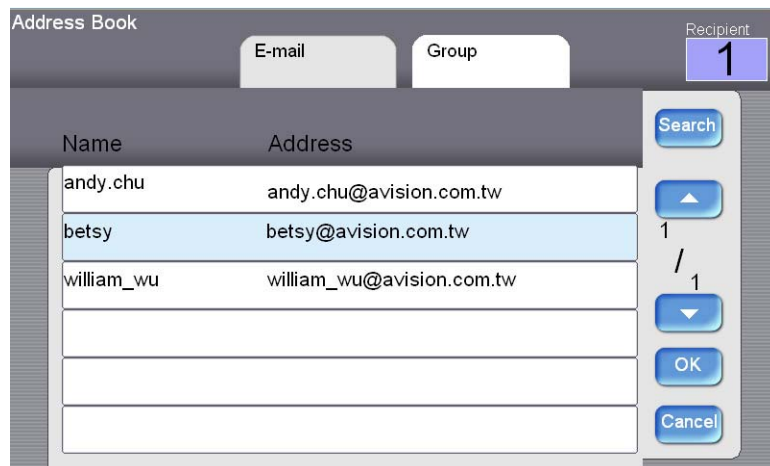 Address Book
Recipient
E-mail Group
1
Name Address
Search
andy.chu andy.chu@avision.com.tw
betsy betsy@avision.com.tw
1
/
1
william_wu william_wu@avision.com.tw
OK
Cancel